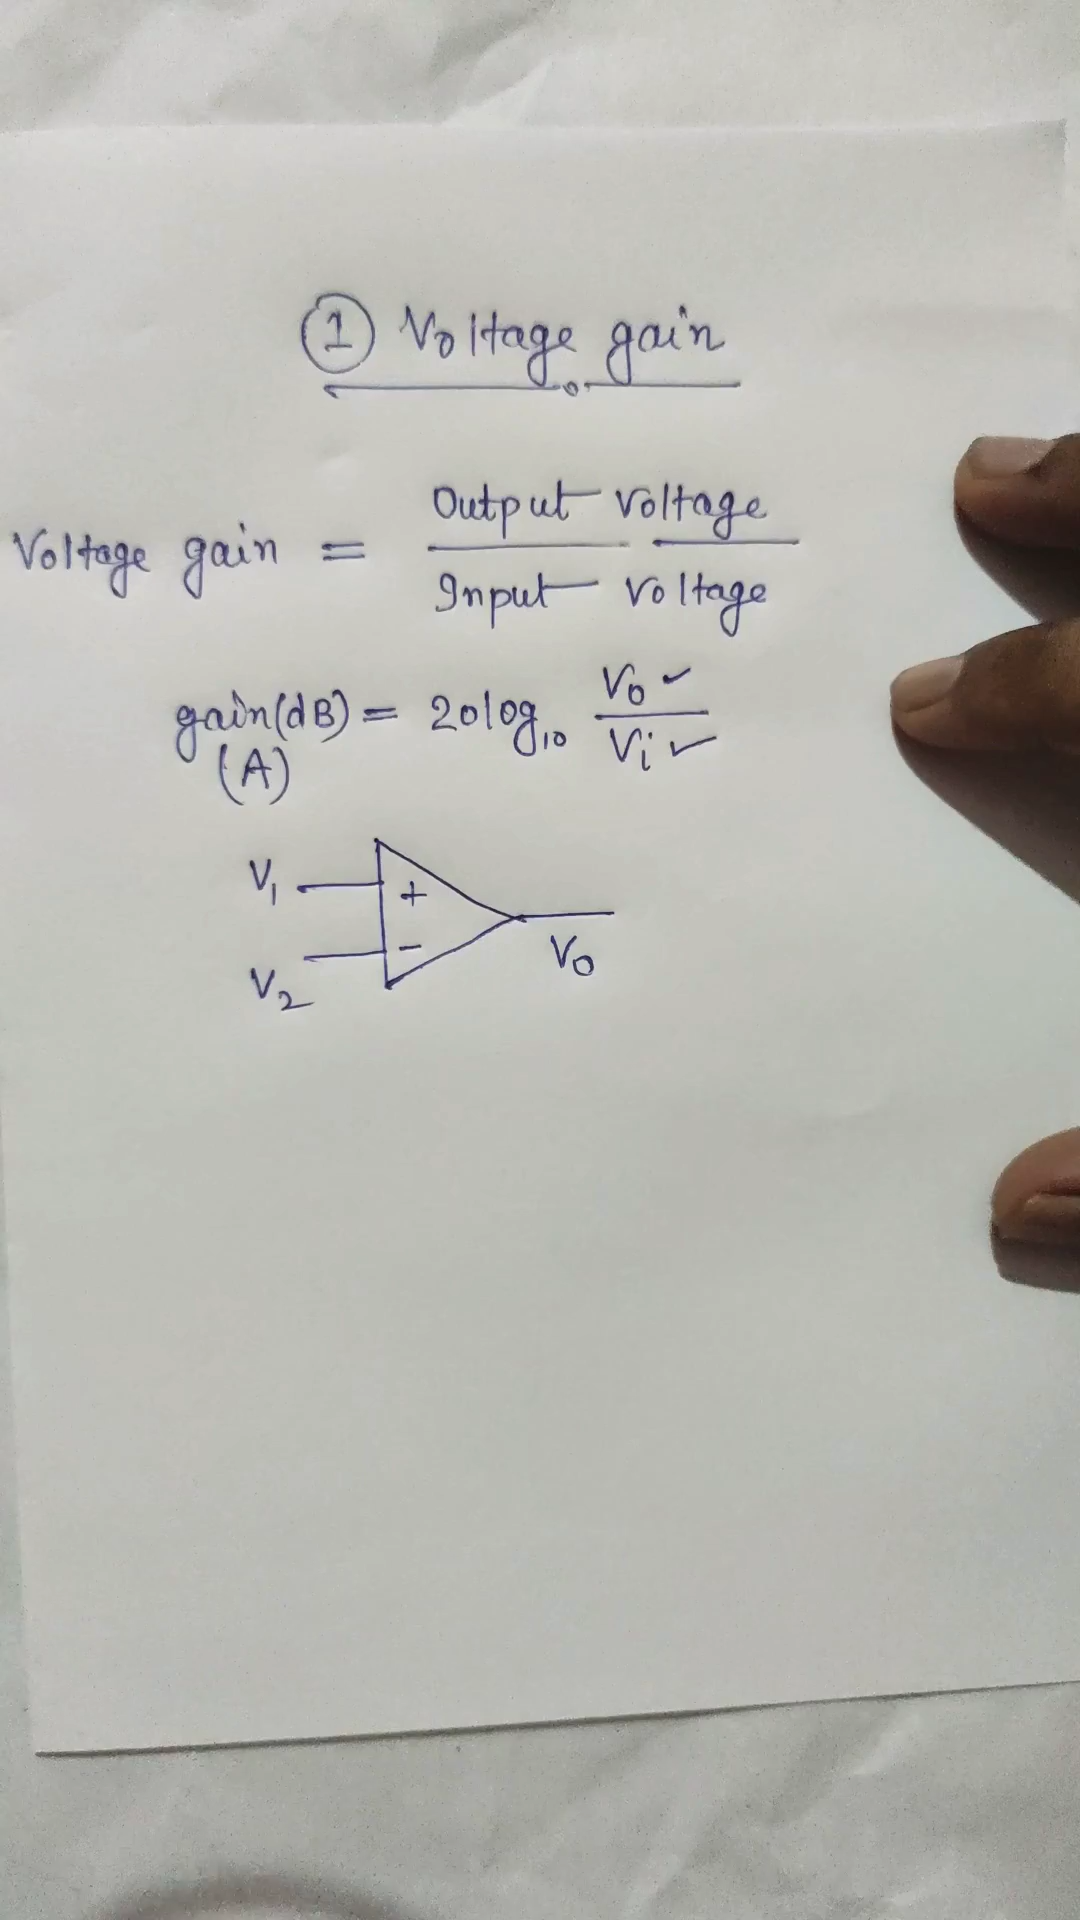 ① Voltage gain
Voltage gain = Output voltage / Input voltage
gain(dB) = 20log₁₀ Vo ✓ / Vi ✓
(A)
V₁
+
-
V₂
Vo